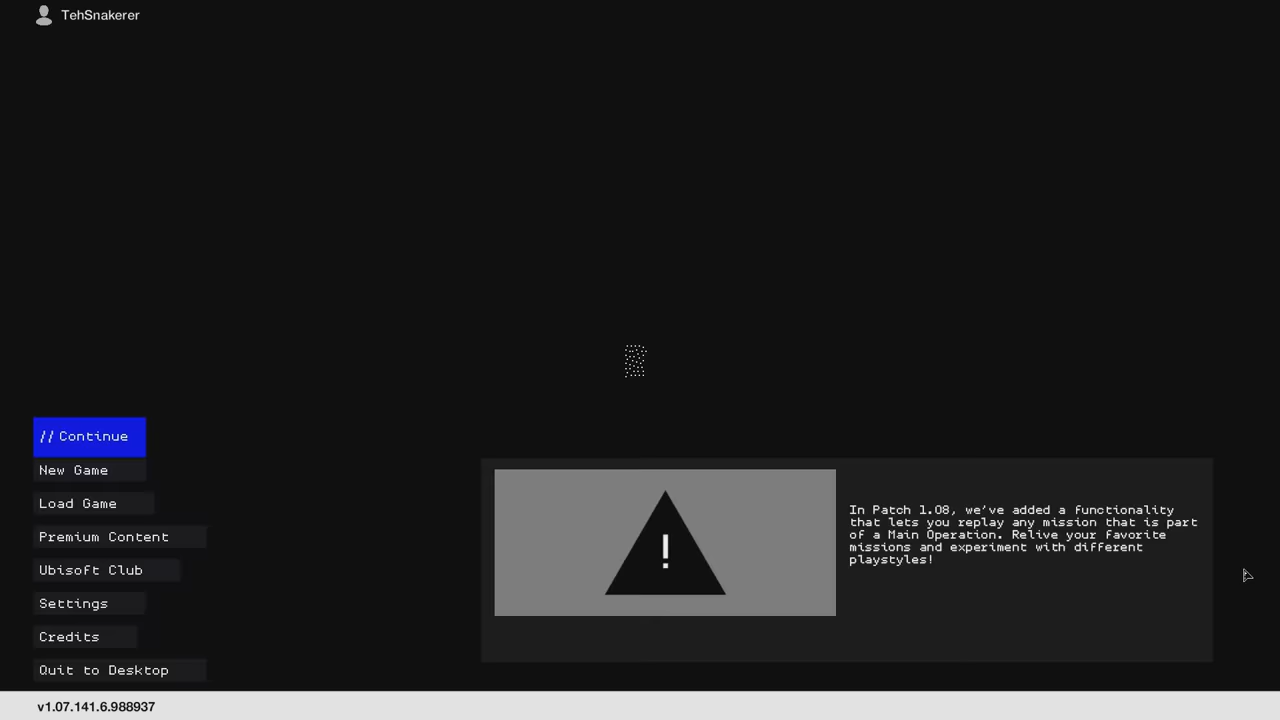 TehSnakerer
// Continue
New Game
Load Game
Premium Content
Ubisoft Club
Settings
Credits
Quit to Desktop
In Patch 1.08, we've added a functionality
that lets you replay any mission that is part
of a Main Operation. Relive your favorite
missions and experiment with different
playstyles!
v1.07.141.6.988937